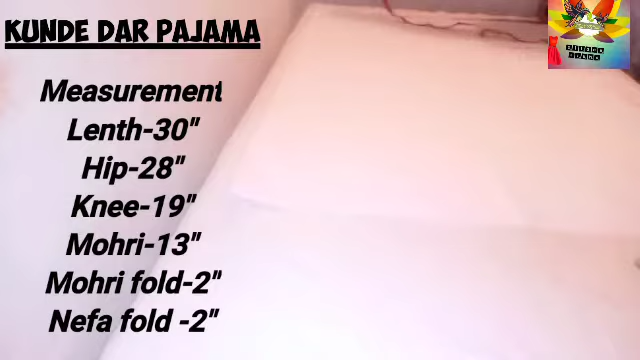 KUNDE DAR PAJAMA
Measurement
Lenth-30"
Hip-28"
Knee-19"
Mohri-13"
Mohri fold-2"
Nefa fold -2"